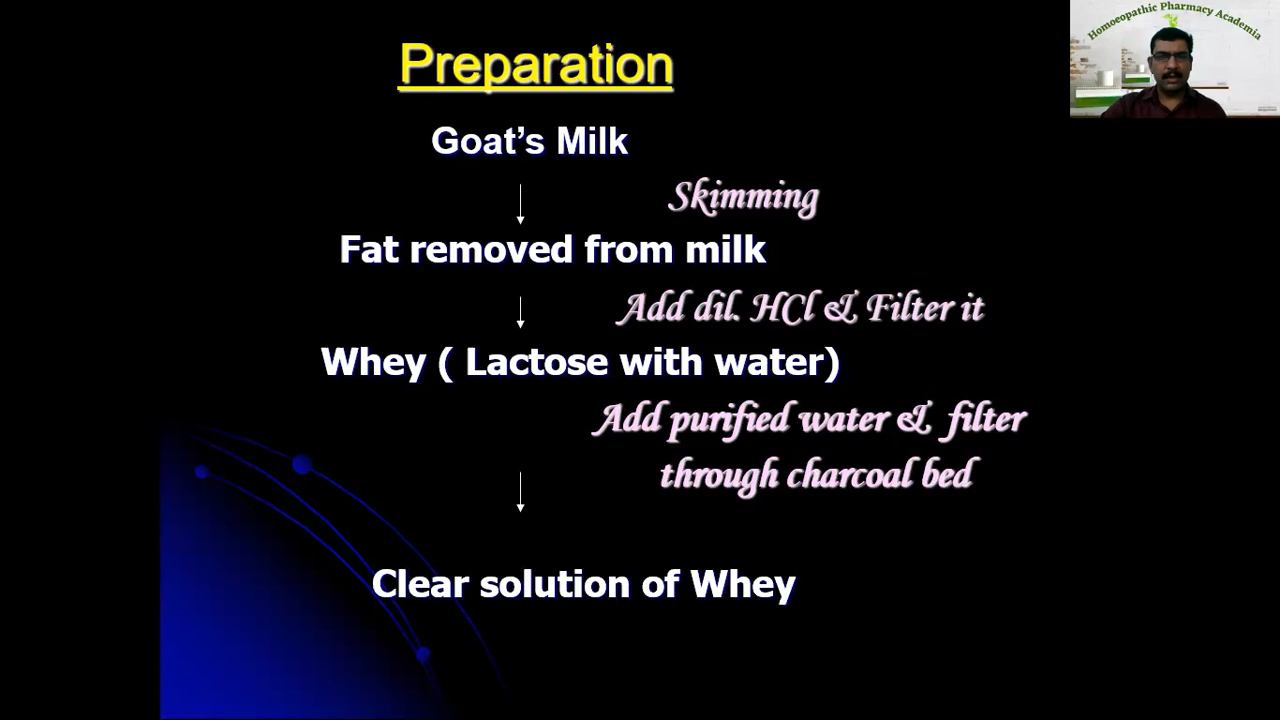 Homoeopathic Pharmacy Academia
Preparation
Goat's Milk
Skimming
Fat removed from milk
Add dil. HCl & Filter it
Whey ( Lactose with water)
Add purified water & filter
through charcoal bed
Clear solution of Whey